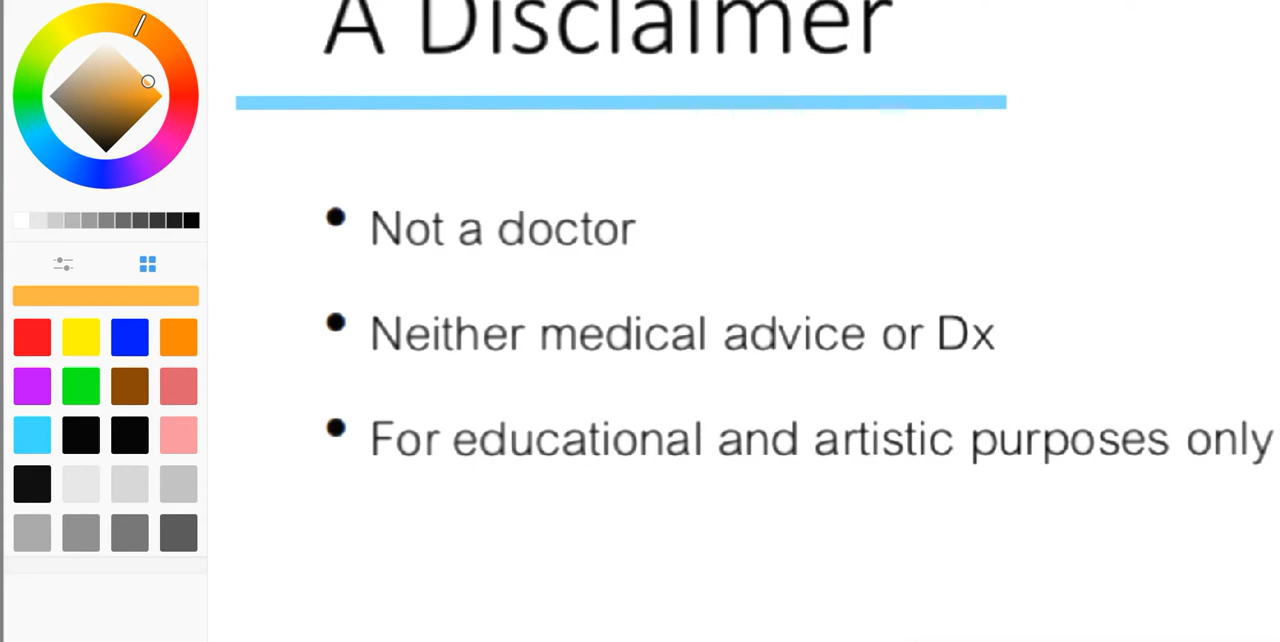 A Disclaimer
Not a doctor
Neither medical advice or Dx
For educational and artistic purposes only